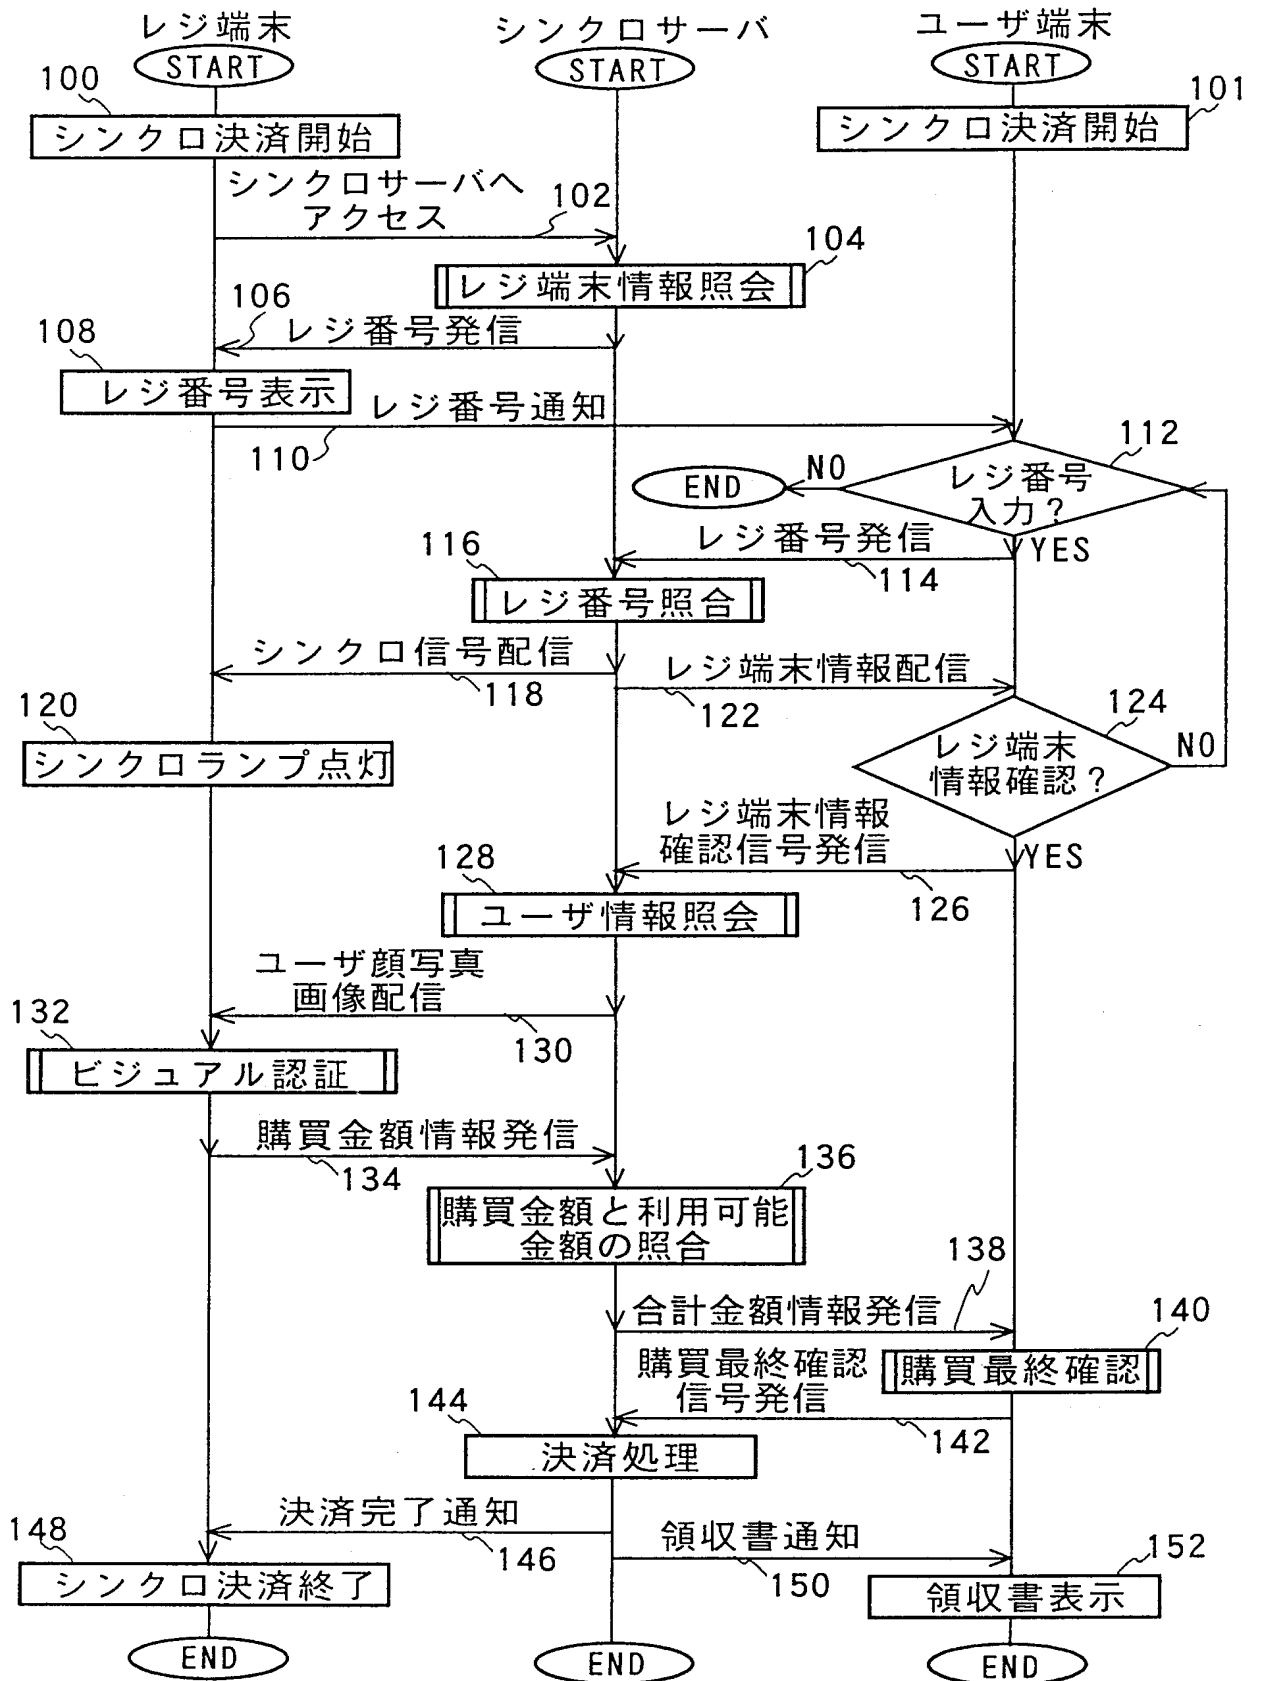 レジ端末
シンクロサーバ
ユーザ端末
START
START
START
100
シンクロ決済開始
101
シンクロ決済開始
シンクロサーバへ
アクセス
102
104
レジ端末情報照会
106
レジ番号発信
108
レジ番号表示
レジ番号通知
110
112
レジ番号
入力?
NO
END
YES
レジ番号発信
114
116
レジ番号照合
シンクロ信号配信
118
レジ端末情報配信
122
120
シンクロランプ点灯
124
レジ端末
情報確認?
NO
YES
レジ端末情報
確認信号発信
126
128
ユーザ情報照会
ユーザ顔写真
画像配信
130
132
ビジュアル認証
購買金額情報発信
134
136
購買金額と利用可能
金額の照合
138
合計金額情報発信
140
購買最終確認
購買最終確認
信号発信
142
144
決済処理
決済完了通知
146
148
シンクロ決済終了
領収書通知
150
152
領収書表示
END
END
END